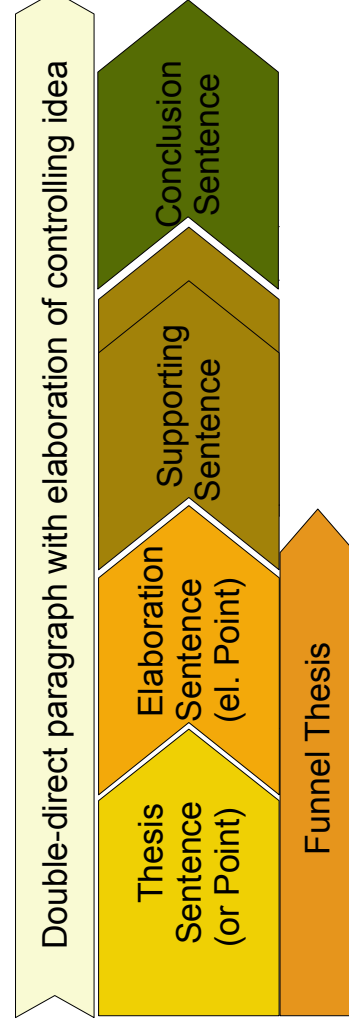 Double-direct paragraph with elaboration of controlling idea
Thesis
Sentence
(or Point)
Elaboration
Sentence
(el. Point)
Supporting
Sentence
Conclusion
Sentence
Funnel Thesis